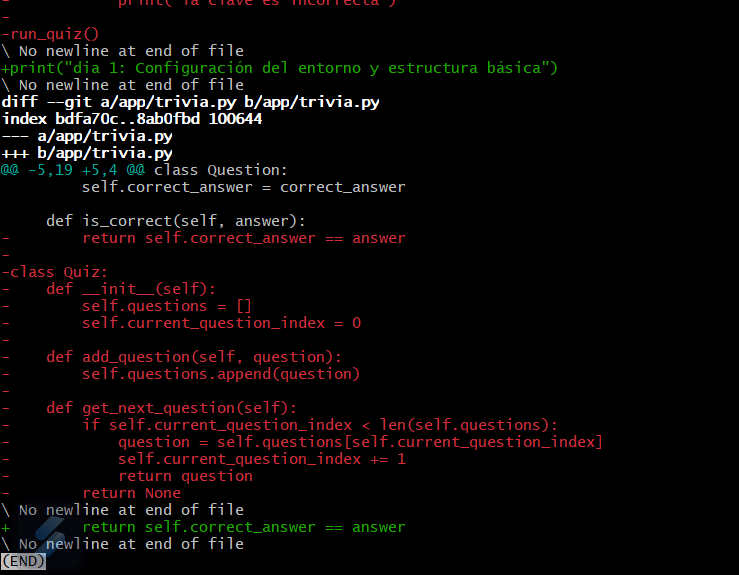 -            print("la clave es incorrecta")
-
-run_quiz()
\ No newline at end of file
+print("dia 1: Configuración del entorno y estructura básica")
\ No newline at end of file
diff --git a/app/trivia.py b/app/trivia.py
index bdfa70c..8ab0fbd 100644
--- a/app/trivia.py
+++ b/app/trivia.py
@@ -5,19 +5,4 @@ class Question:
         self.correct_answer = correct_answer

     def is_correct(self, answer):
-        return self.correct_answer == answer
-
-class Quiz:
-    def __init__(self):
-        self.questions = []
-        self.current_question_index = 0
-
-    def add_question(self, question):
-        self.questions.append(question)
-
-    def get_next_question(self):
-        if self.current_question_index < len(self.questions):
-            question = self.questions[self.current_question_index]
-            self.current_question_index += 1
-            return question
-        return None
\ No newline at end of file
+        return self.correct_answer == answer
\ No newline at end of file
(END)